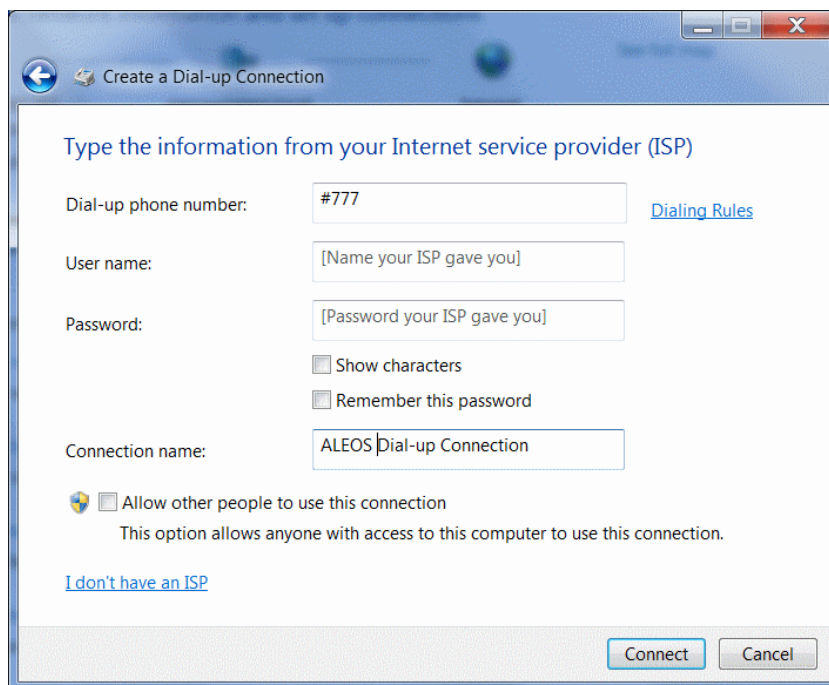 Create a Dial-up Connection
Type the information from your Internet service provider (ISP)
Dial-up phone number:
#777
Dialing Rules
User name:
[Name your ISP gave you]
Password:
[Password your ISP gave you]
Show characters
Remember this password
Connection name:
ALEOS Dial-up Connection
Allow other people to use this connection
This option allows anyone with access to this computer to use this connection.
I don't have an ISP
Connect
Cancel